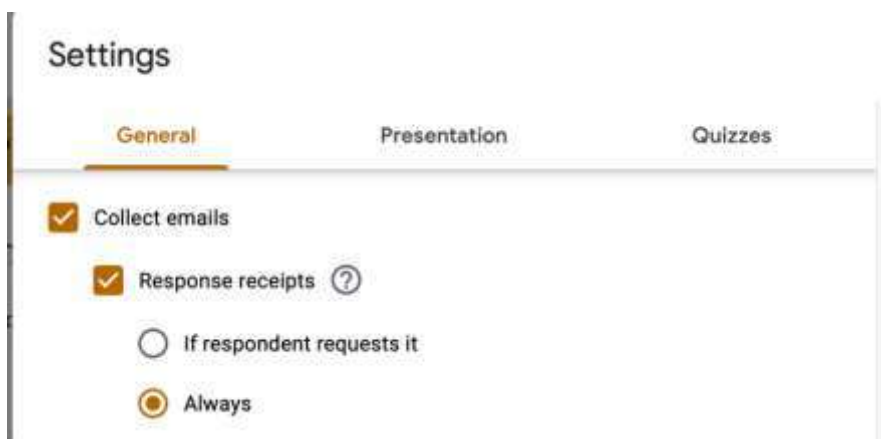 Settings
General Presentation Quizzes
Collect emails
Response receipts
If respondent requests it
Always